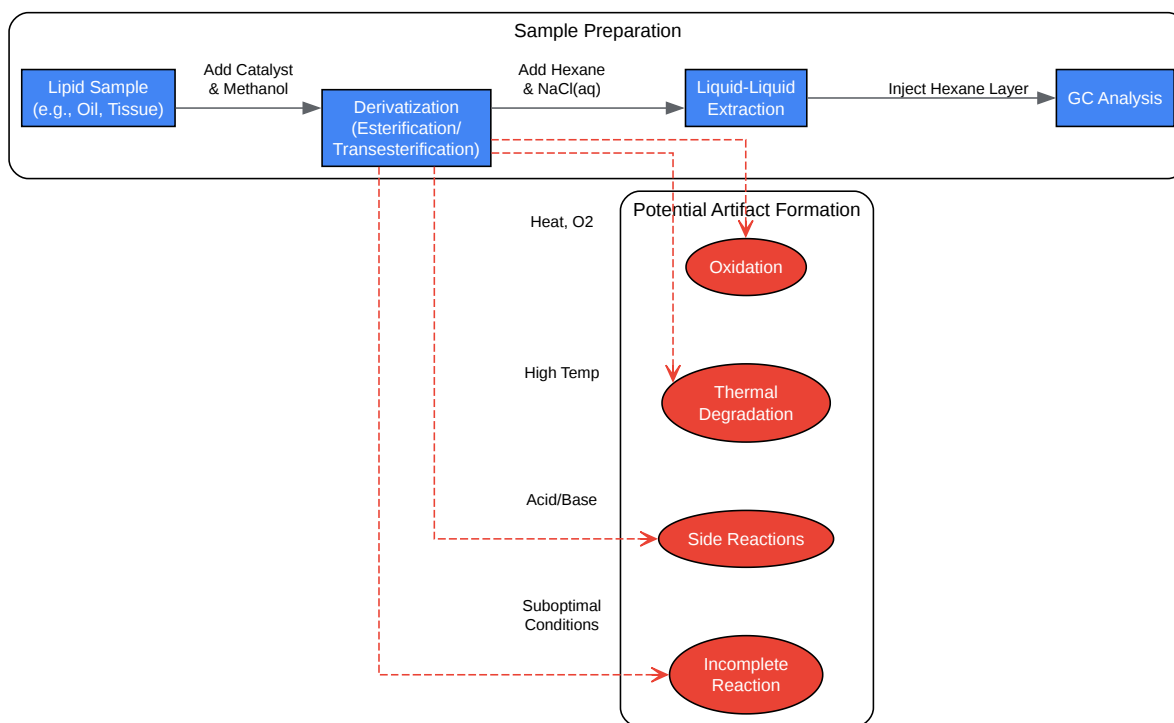 Sample Preparation
Lipid Sample
(e.g., Oil, Tissue)
Add Catalyst
& Methanol
Derivatization
(Esterification/
Transesterification)
Add Hexane
& NaCl(aq)
Liquid-Liquid
Extraction
Inject Hexane Layer
GC Analysis
Potential Artifact Formation
Heat, O2
Oxidation
High Temp
Thermal
Degradation
Acid/Base
Side Reactions
Suboptimal
Conditions
Incomplete
Reaction